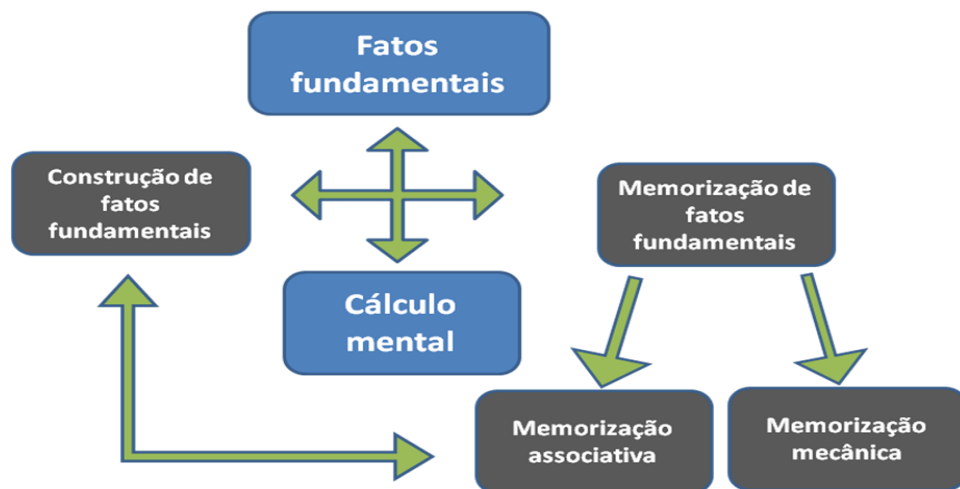 Fatos
fundamentais
Construção de
fatos
fundamentais
Memorização de
fatos
fundamentais
Cálculo
mental
Memorização
associativa
Memorização
mecânica